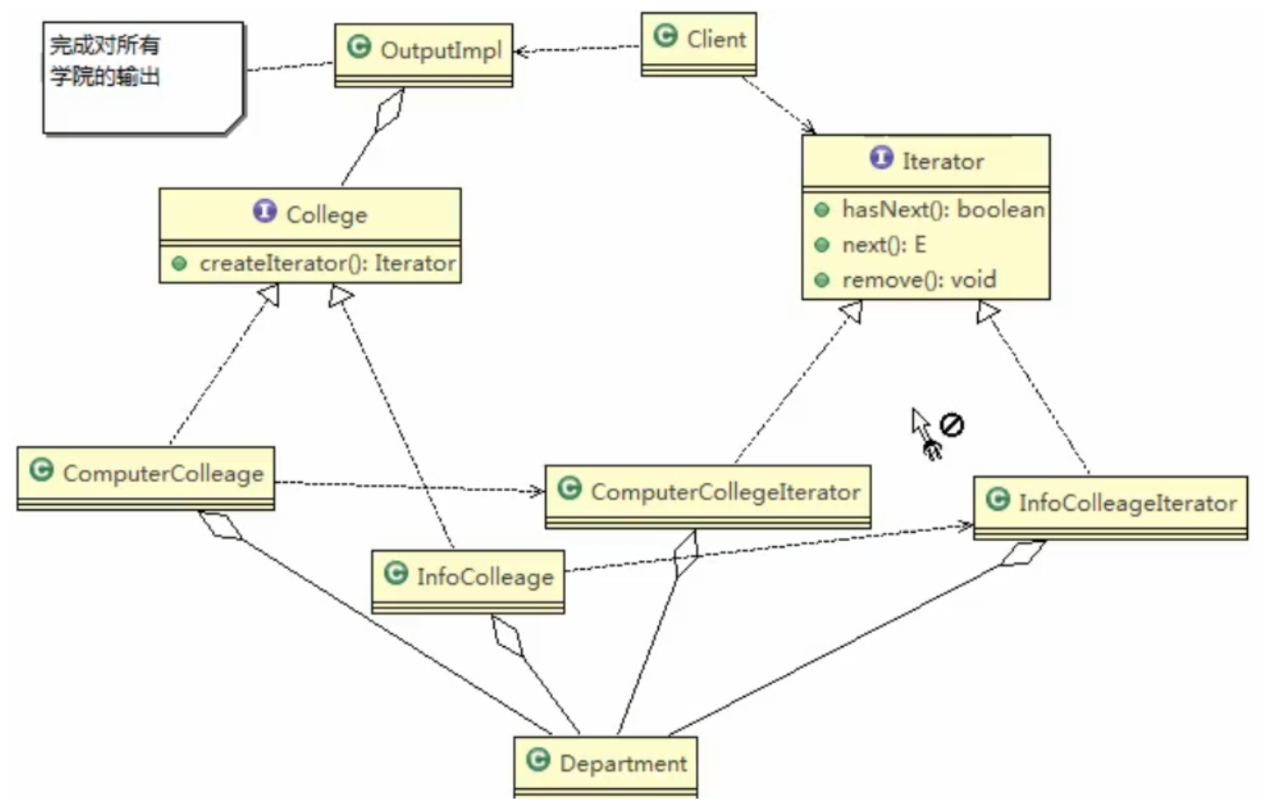 完成对所有
学院的输出
C OutputImpl
C Client
I Iterator
hasNext(): boolean
next(): E
remove(): void
I College
createIterator(): Iterator
C ComputerColleage
C ComputerCollegeIterator
C InfoColleageIterator
C InfoColleage
C Department